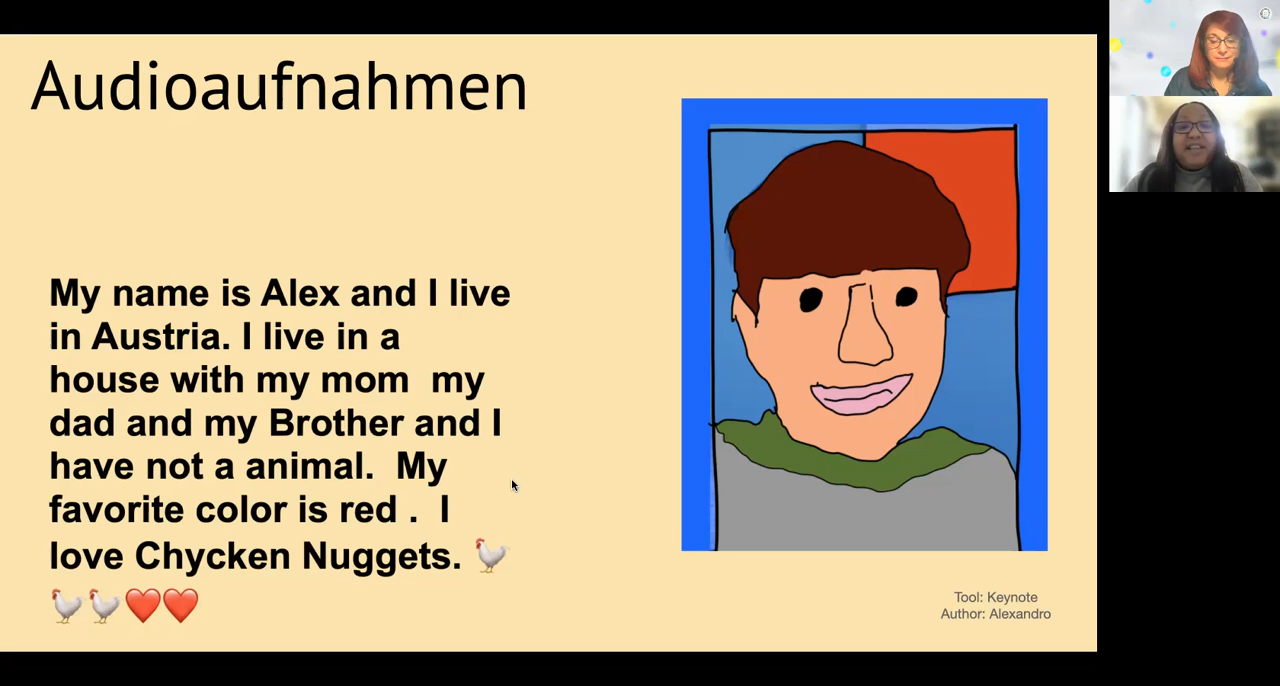 Audioaufnahmen
My name is Alex and I live
in Austria. I live in a
house with my mom  my
dad and my Brother and I
have not a animal.  My
favorite color is red .  I
love Chycken Nuggets. 🐓
🐓🐓❤️❤️
Tool: Keynote
Author: Alexandro